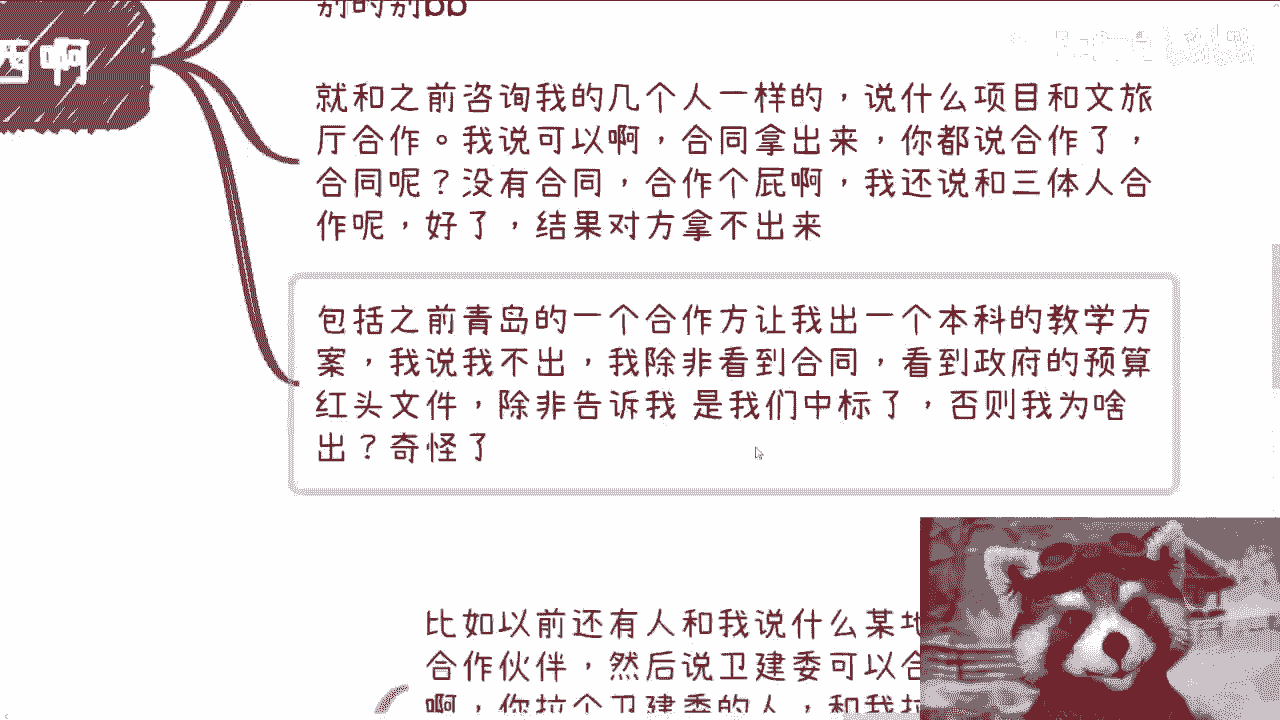 别的别bb
西啊
就和之前咨询我的几个人一样的，说什么项目和文旅
厅合作。我说可以啊，合同拿出来，你都说合作了，
合同呢？没有合同，合作个屁啊，我还说和三体人合
作呢，好了，结果对方拿不出来
包括之前青岛的一个合作方让我出一个本科的教学方
案，我说我不出，我除非看到合同，看到政府的预算
红头文件，除非告诉我 是我们中标了，否则我为啥
出？奇怪了
比如以前还有人和我说什么某地
合作伙伴，然后说卫建委可以合
啊，你拉个卫建委的人，和我拉